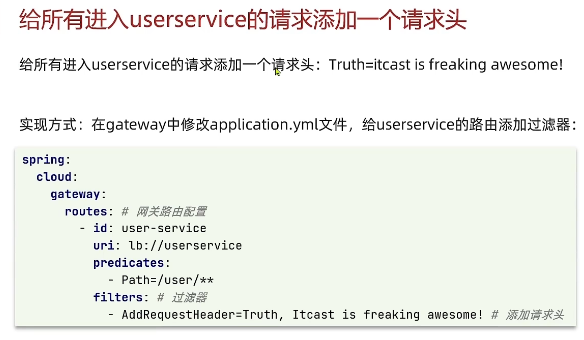 给所有进入userservice的请求添加一个请求头
给所有进入userservice的请求添加一个请求头：Truth=itcast is freaking awesome!
实现方式：在gateway中修改application.yml文件，给userservice的路由添加过滤器：
spring:
  cloud:
    gateway:
      routes: # 网关路由配置
        - id: user-service
          uri: lb://userservice
          predicates:
            - Path=/user/**
          filters: # 过滤器
            - AddRequestHeader=Truth, Itcast is freaking awesome! # 添加请求头